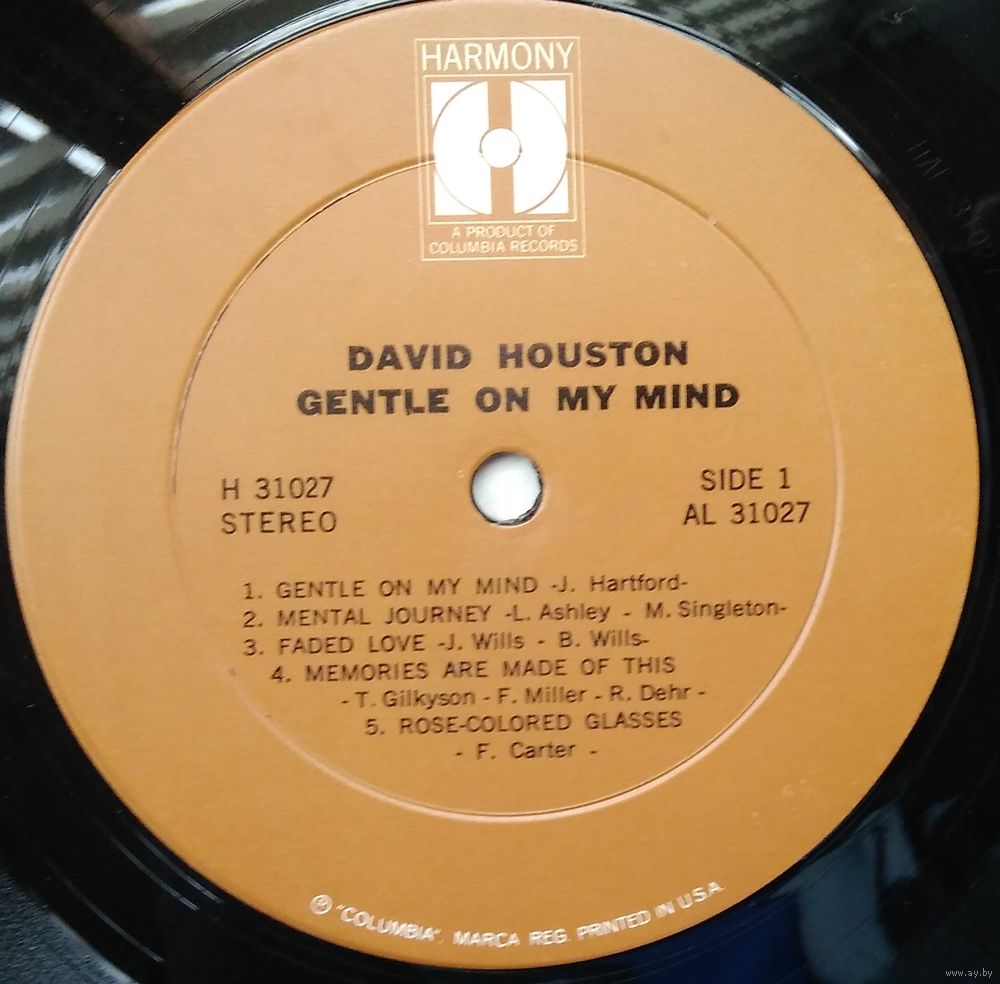 HARMONY
A PRODUCT OF
COLUMBIA RECORDS
DAVID HOUSTON
GENTLE ON MY MIND
H 31027
STEREO
SIDE 1
AL 31027
1. GENTLE ON MY MIND -J. Hartford-
2. MENTAL JOURNEY -L. Ashley - M. Singleton-
3. FADED LOVE -J. Wills - B. Wills-
4. MEMORIES ARE MADE OF THIS
- T. Gilkyson - F. Miller - R. Dehr -
5. ROSE-COLORED GLASSES
- F. Carter -
℗ "COLUMBIA", MARCA REG. PRINTED IN U.S.A.
www.ay.by